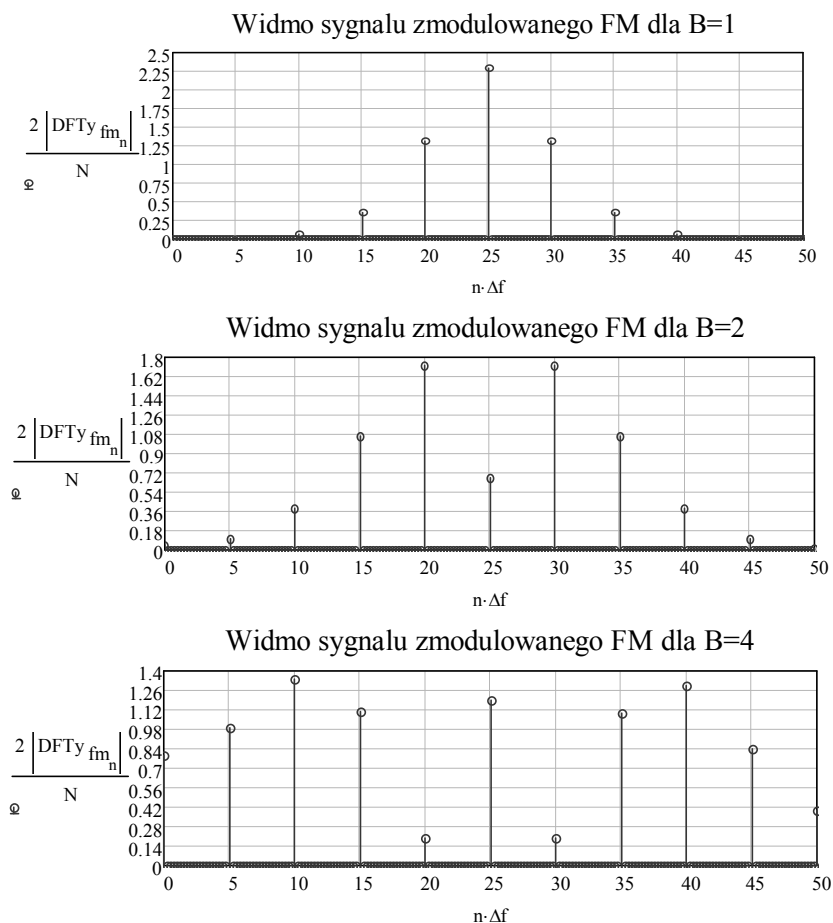 Widmo sygnalu zmodulowanego FM dla B=1
2.5
2.25
2
1.75
1.5
1.25
1
0.75
0.5
0.25
0
2 |DFTy fm n|
N
0 5 10 15 20 25 30 35 40 45 50
n·Δf
Widmo sygnalu zmodulowanego FM dla B=2
1.8
1.62
1.44
1.26
1.08
0.9
0.72
0.54
0.36
0.18
0
2 |DFTy fm n|
N
0 5 10 15 20 25 30 35 40 45 50
n·Δf
Widmo sygnalu zmodulowanego FM dla B=4
1.4
1.26
1.12
0.98
0.84
0.7
0.56
0.42
0.28
0.14
0
2 |DFTy fm n|
N
0 5 10 15 20 25 30 35 40 45 50
n·Δf